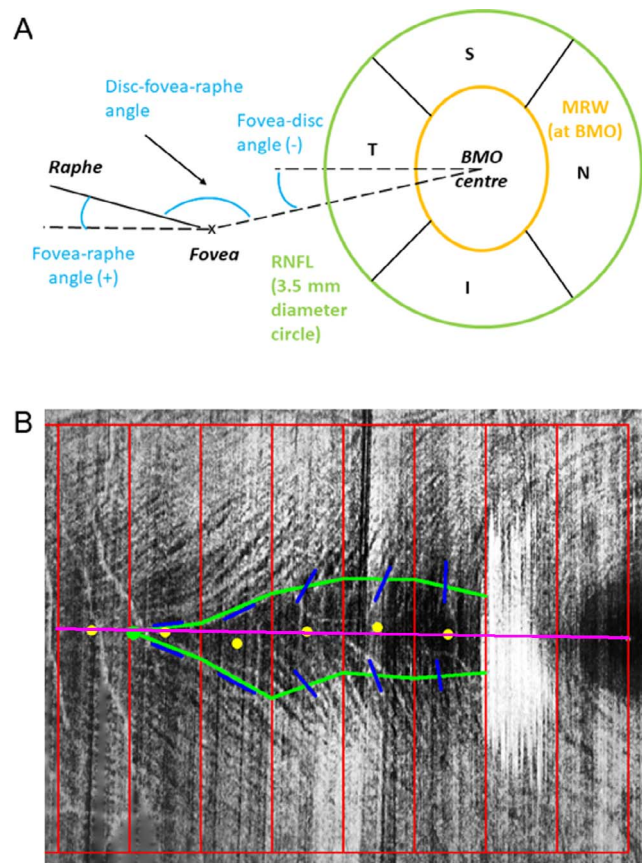 A
Disc-fovea-raphe
angle
Raphe
Fovea-raphe
angle (+)
Fovea
x
Fovea-disc
angle (-)
RNFL
(3.5 mm
diameter
circle)
S
T
BMO
centre
MRW
(at BMO)
N
I
B